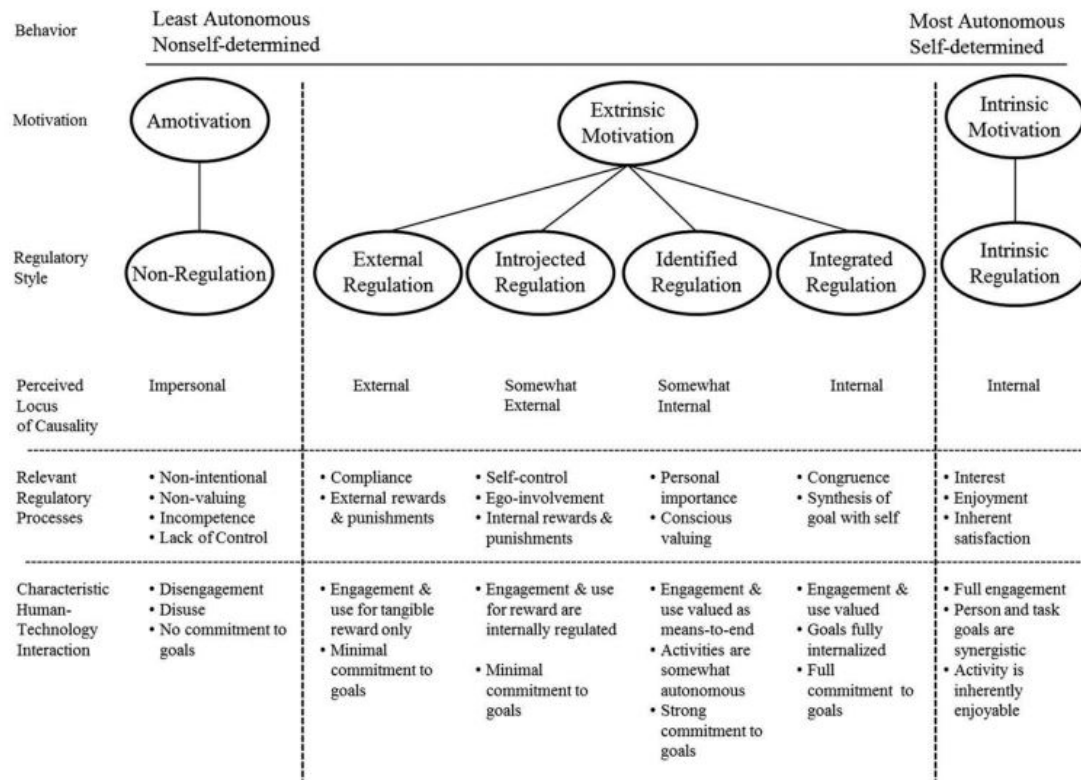 Behavior
Least Autonomous
Nonself-determined
Most Autonomous
Self-determined
Motivation
Amotivation
Extrinsic
Motivation
Intrinsic
Motivation
Regulatory
Style
Non-Regulation
External
Regulation
Introjected
Regulation
Identified
Regulation
Integrated
Regulation
Intrinsic
Regulation
Perceived
Locus
of Causality
Impersonal
External
Somewhat
External
Somewhat
Internal
Internal
Internal
Relevant
Regulatory
Processes
• Non-intentional
• Non-valuing
• Incompetence
• Lack of Control
• Compliance
• External rewards
& punishments
• Self-control
• Ego-involvement
• Internal rewards &
punishments
• Personal
importance
• Conscious
valuing
• Congruence
• Synthesis of
goal with self
• Interest
• Enjoyment
• Inherent
satisfaction
Characteristic
Human-
Technology
Interaction
• Disengagement
• Disuse
• No commitment to
goals
• Engagement &
use for tangible
reward only
• Minimal
commitment to
goals
• Engagement & use
for reward are
internally regulated
• Minimal
commitment to
goals
• Engagement &
use valued as
means-to-end
• Activities are
somewhat
autonomous
• Strong
commitment to
goals
• Engagement &
use valued
• Goals fully
internalized
• Full
commitment to
goals
• Full engagement
• Person and task
goals are
synergistic
• Activity is
inherently
enjoyable